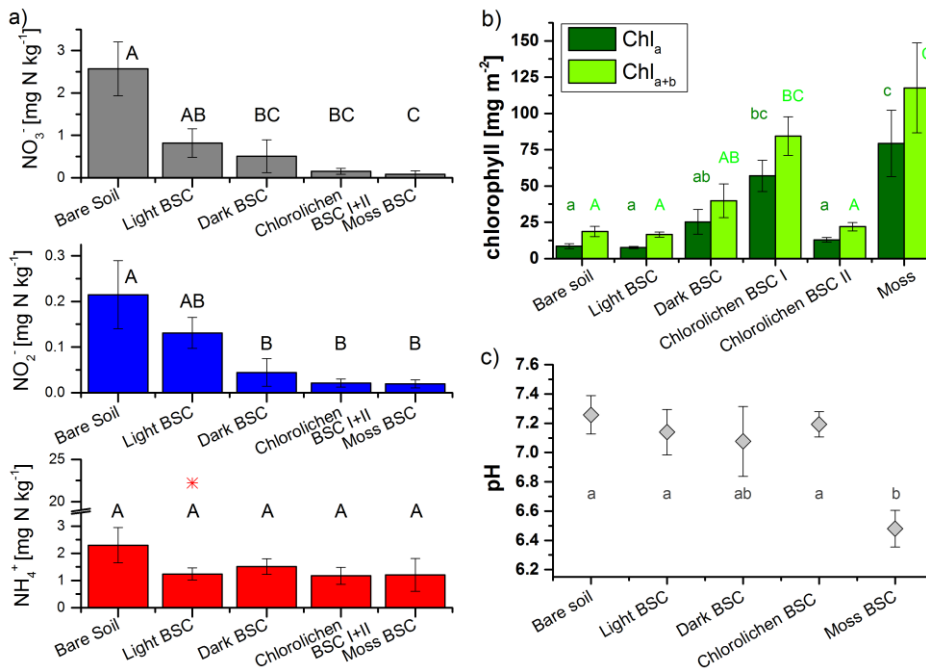 a)
NO₃⁻ [mg N kg⁻¹]
3
2
1
0
A
AB
BC
BC
C
Bare Soil
Light BSC
Dark BSC
Chlorolichen
BSC I+II
Moss BSC
NO₂⁻ [mg N kg⁻¹]
0.3
0.2
0.1
0.0
A
AB
B
B
B
Bare Soil
Light BSC
Dark BSC
Chlorolichen
BSC I+II
Moss BSC
NH₄⁺ [mg N kg⁻¹]
25
20
3
2
1
0
A
A
A
A
A
Bare Soil
Light BSC
Dark BSC
Chlorolichen
BSC I+II
Moss BSC
b)
chlorophyll [mg m⁻²]
150
125
100
75
50
25
0
Chlₐ
Chlₐ₊b
a
A
a
A
ab
AB
bc
BC
a
A
c
Bare soil
Light BSC
Dark BSC
Chlorolichen BSC I
Chlorolichen BSC II
Moss
c)
pH
7.6
7.4
7.2
7.0
6.8
6.6
6.4
6.2
a
a
ab
a
b
Bare soil
Light BSC
Dark BSC
Chlorolichen BSC
Moss BSC